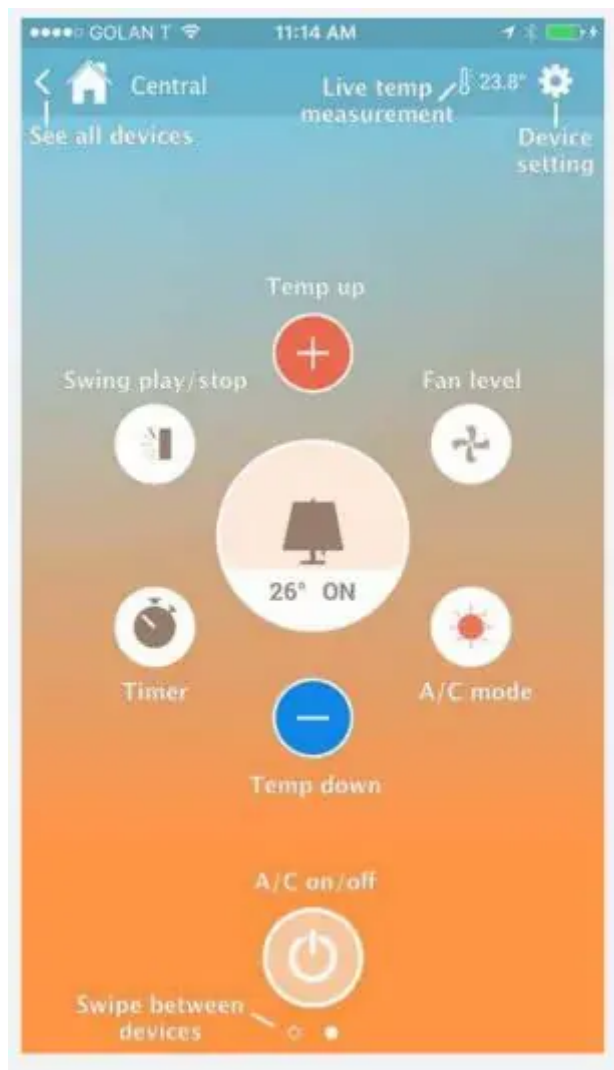 GOLAN T 11:14 AM
Central
Live temp
measurement
23.8°
See all devices
Device
setting
Temp up
Swing play/stop
Fan level
26° ON
Timer
A/C mode
Temp down
A/C on/off
Swipe between
devices